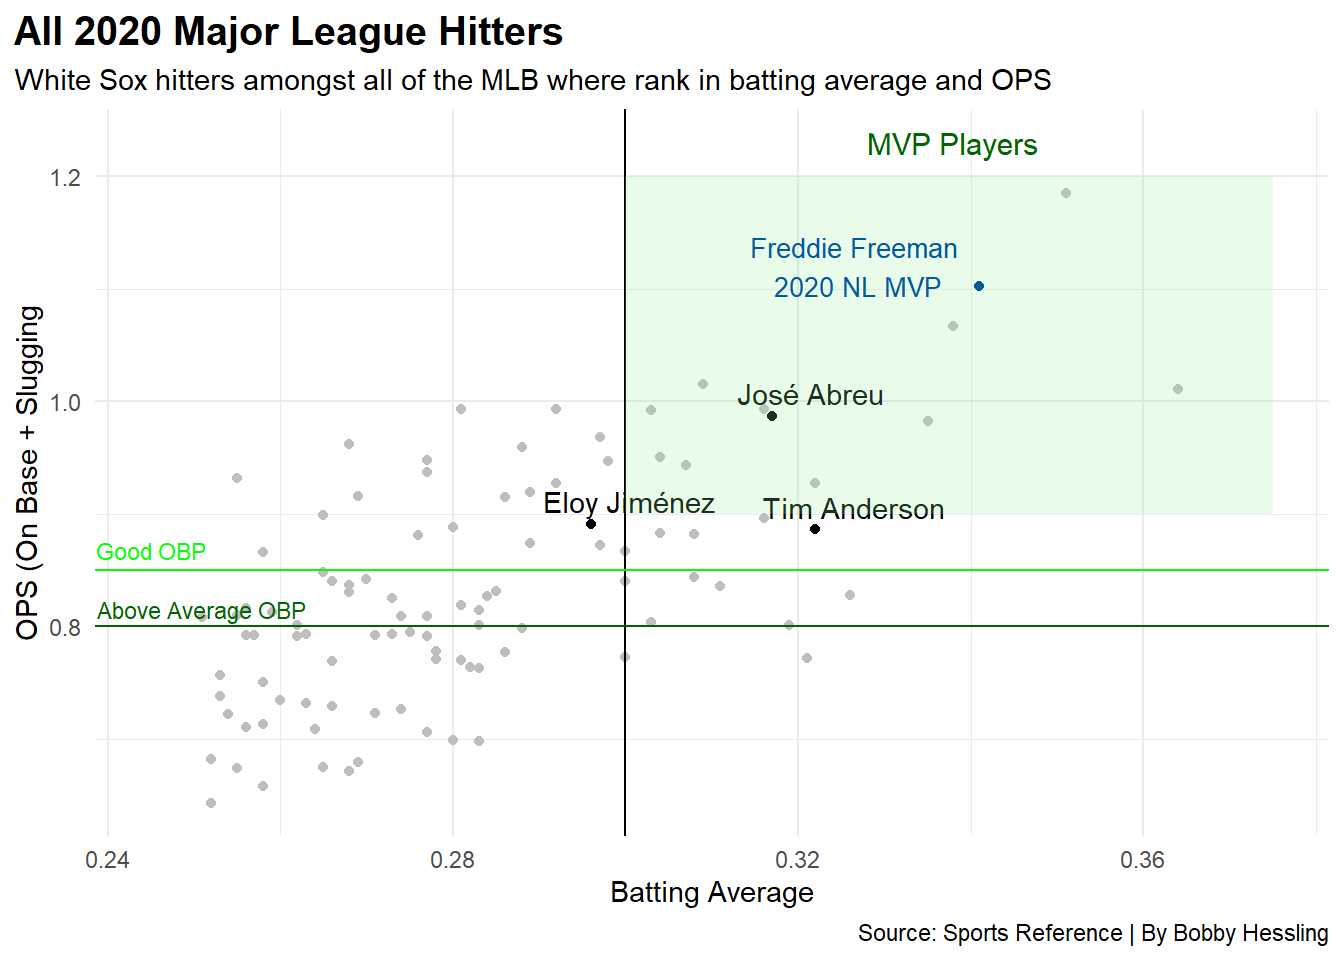 All 2020 Major League Hitters
White Sox hitters amongst all of the MLB where rank in batting average and OPS
MVP Players
1.2
Freddie Freeman
2020 NL MVP
José Abreu
1.0
Eloy Jiménez
Tim Anderson
Good OBP
Above Average OBP
0.8
OPS (On Base + Slugging
0.24
0.28
0.32
0.36
Batting Average
Source: Sports Reference | By Bobby Hessling